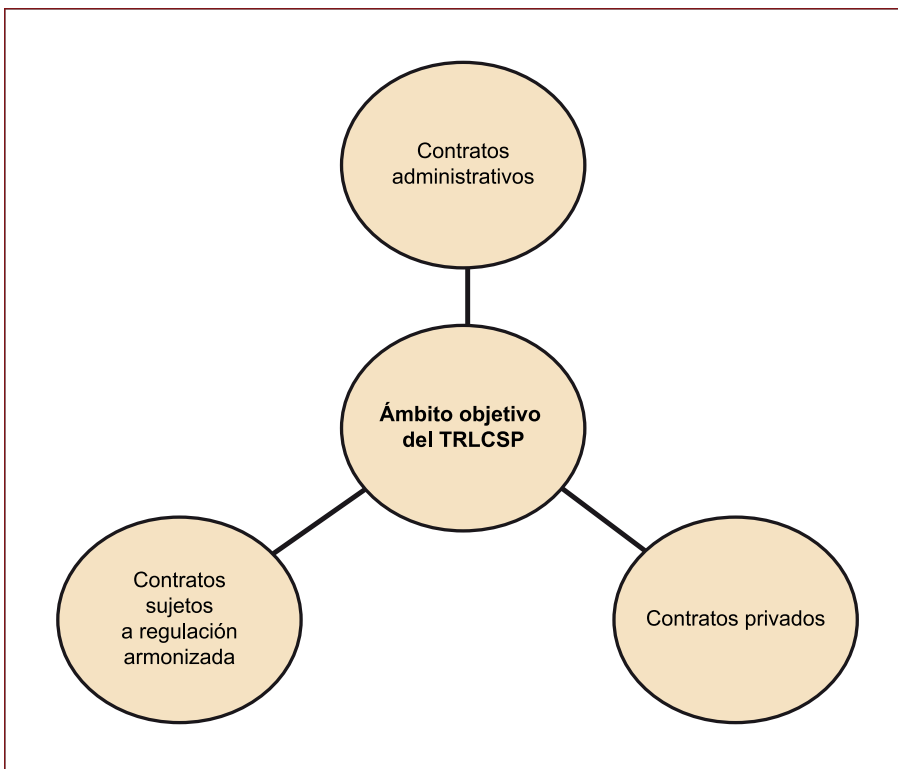 Contratos
administrativos
Ámbito objetivo
del TRLCSP
Contratos
sujetos
a regulación
armonizada
Contratos privados